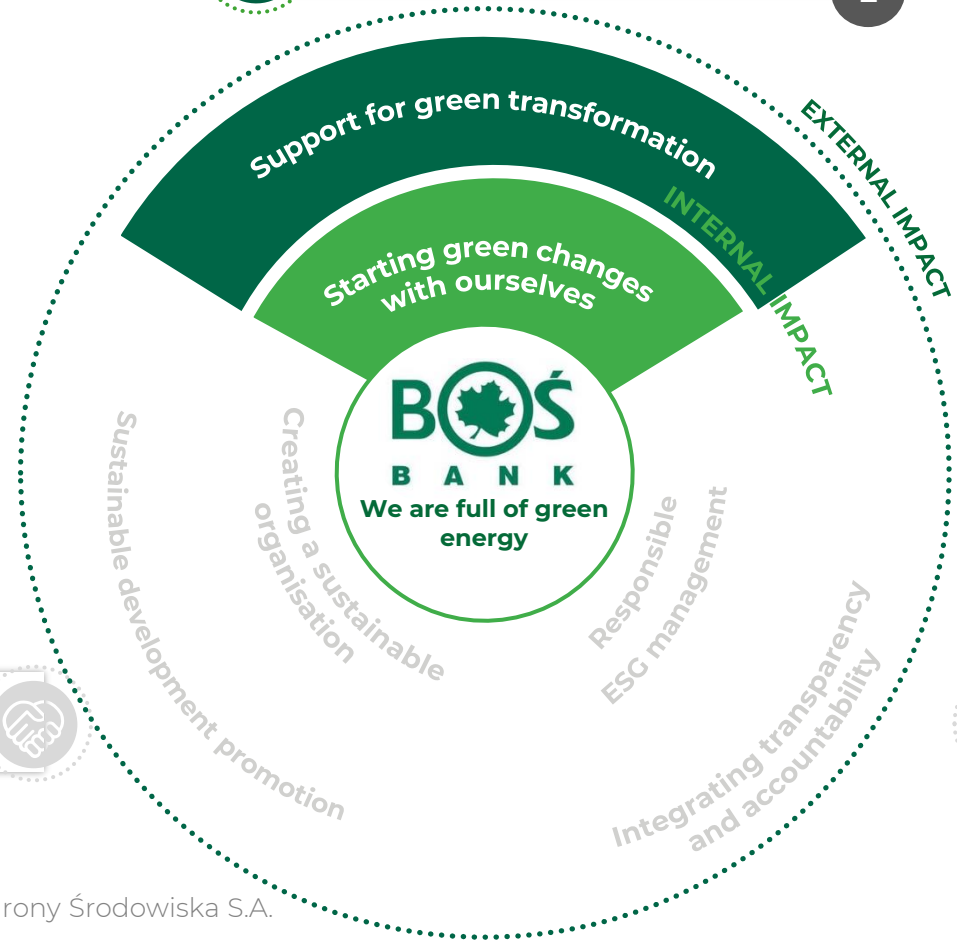 EXTERNAL IMPACT
Support for green transformation
INTERNAL IMPACT
Starting green changes
with ourselves
BOŚ
BANK
We are full of green
energy
Sustainable development promotion
Creating a sustainable
organisation
Responsible
ESG management
Integrating transparency
and accountability
rony Środowiska S.A.